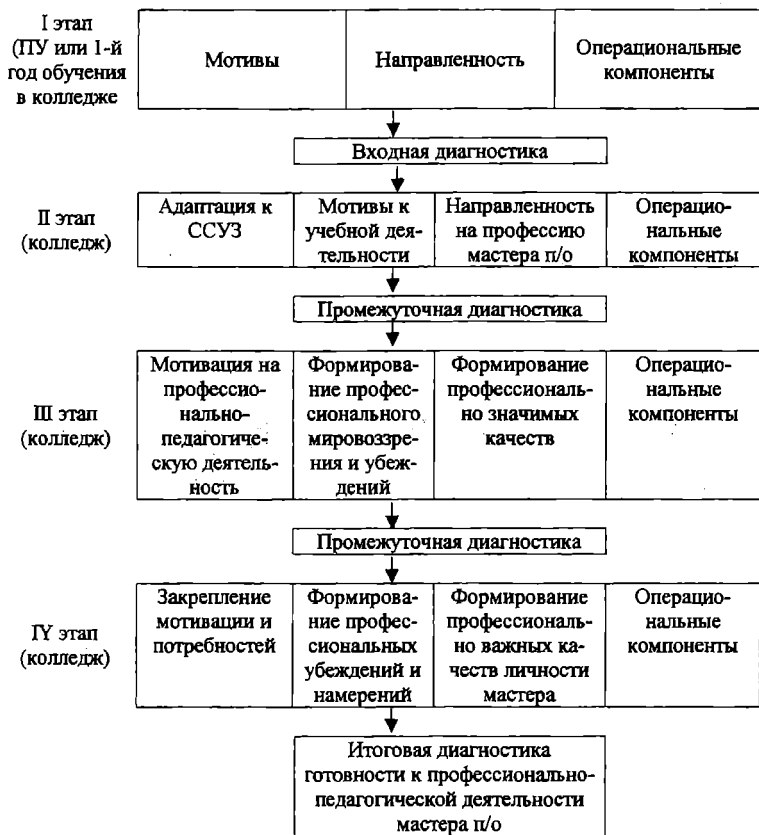 I этап
(ПУ или 1-й
год обучения
в колледже
Мотивы
Направленность
Операциональные
компоненты
Входная диагностика
II этап
(колледж)
Адаптация к
ССУЗ
Мотивы к
учебной дея-
тельности
Направленность
на профессию
мастера п/о
Операцио-
нальные
компоненты
Промежуточная диагностика
III этап
(колледж)
Мотивация на
професcио-
нально-
педагогиче-
скую деятель-
ность
Формирова-
ние профес-
сионального
мировоззре-
ния и убеж-
дений
Формирование
профессиональ-
но значимых
качеств
Операцио-
нальные
компоненты
Промежуточная диагностика
IY этап
(колледж)
Закрепление
мотивации и
потребностей
Формирова-
ние профес-
сиональных
убеждений и
намерений
Формирование
профессиональ-
но важных ка-
честв личности
мастера
Операцио-
нальные
компоненты
Итоговая диагностика
готовности к профессионально-
педагогической деятельности
мастера п/о